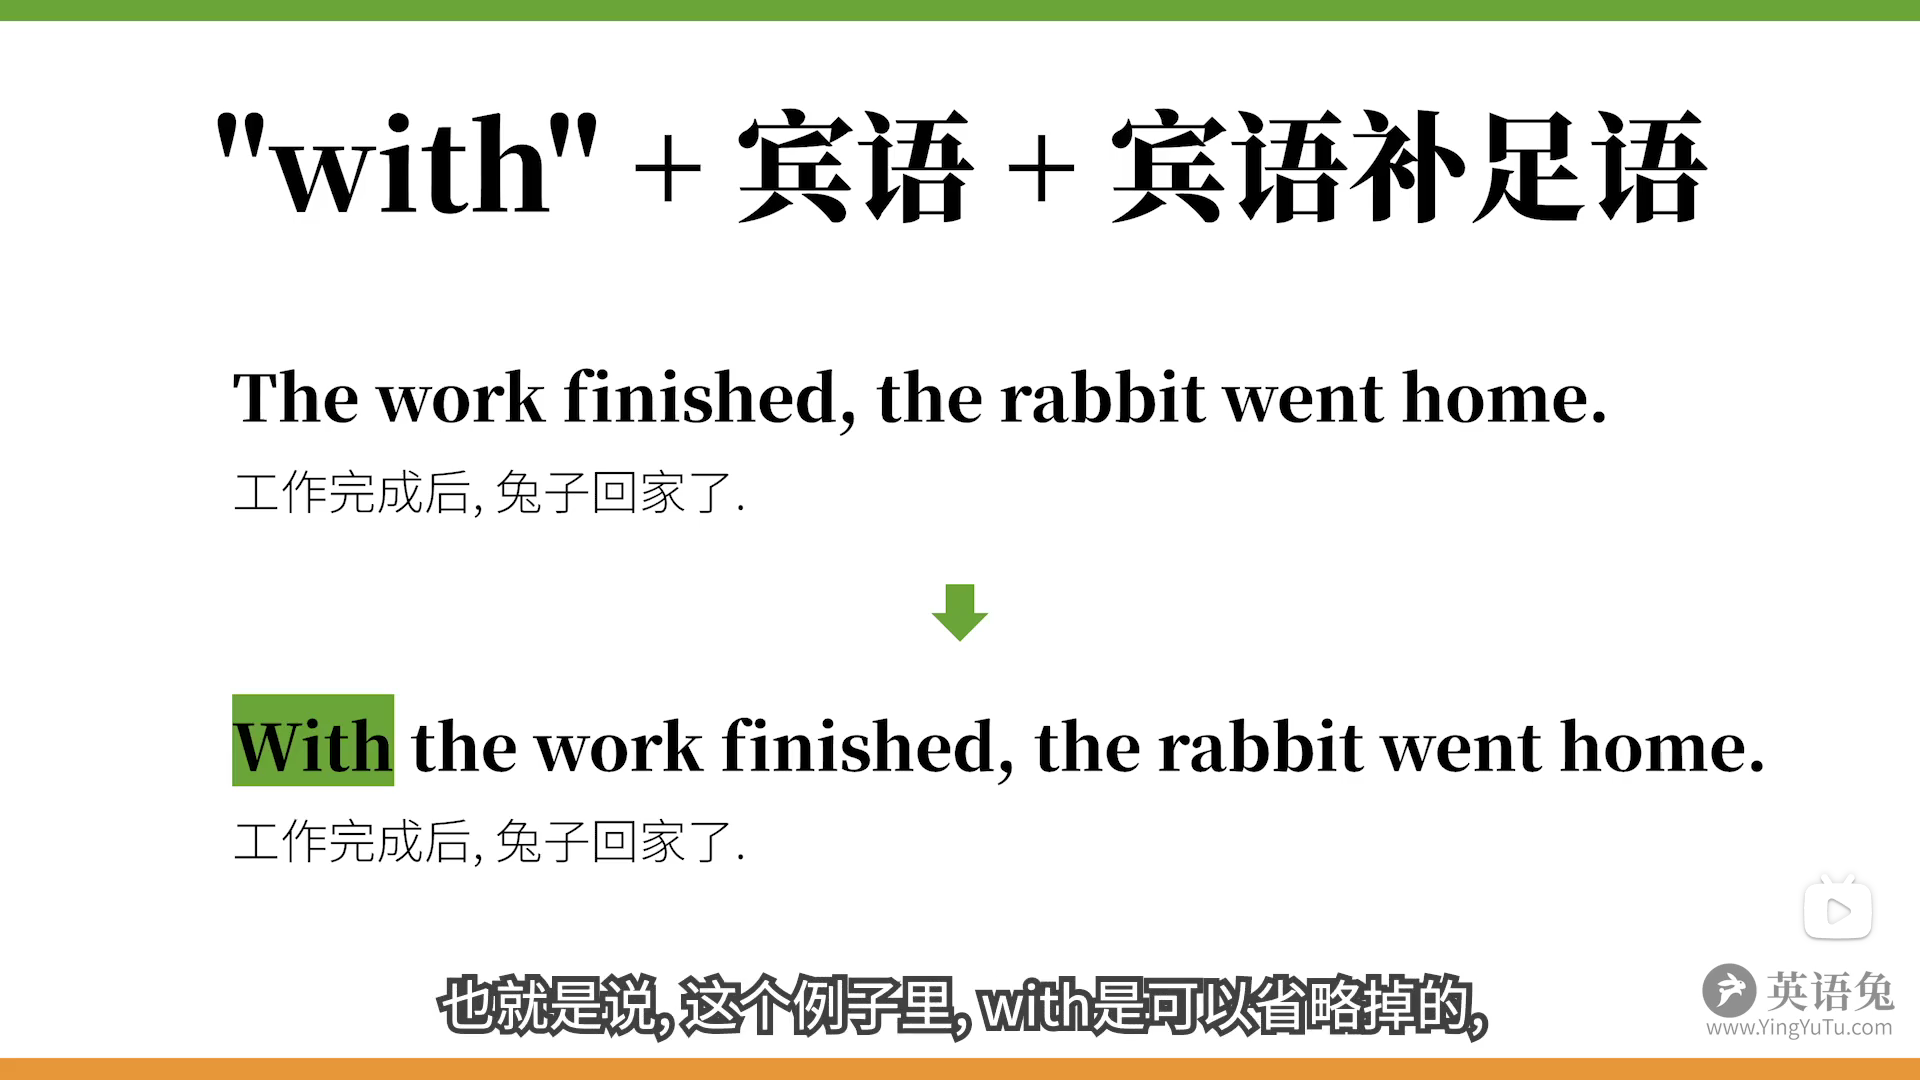 "with" + 宾语 + 宾语补足语
The work finished, the rabbit went home.
工作完成后, 兔子回家了.
With the work finished, the rabbit went home.
工作完成后, 兔子回家了.
也就是说, 这个例子里, with是可以省略掉的,
英语兔
www.YingYuTu.com